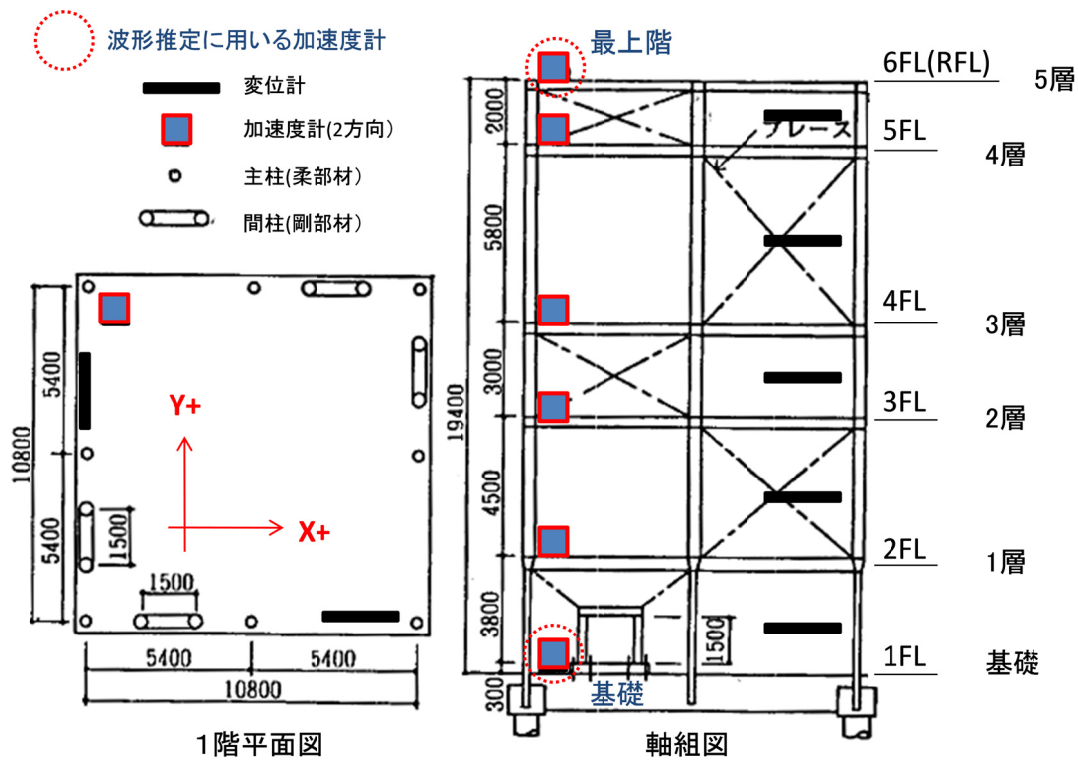 波形推定に用いる加速度計
変位計
加速度計(2方向)
主柱(柔部材)
間柱(剛部材)
最上階
6FL(RFL)
5層
2000
ブレース
5FL
4層
5800
4FL
3層
3000
3FL
2層
19400
4500
2FL
1層
3800
1500
1FL
基礎
300
基礎
5400
10800
5400
Y+
X+
1500
1500
5400
5400
10800
1階平面図
軸組図